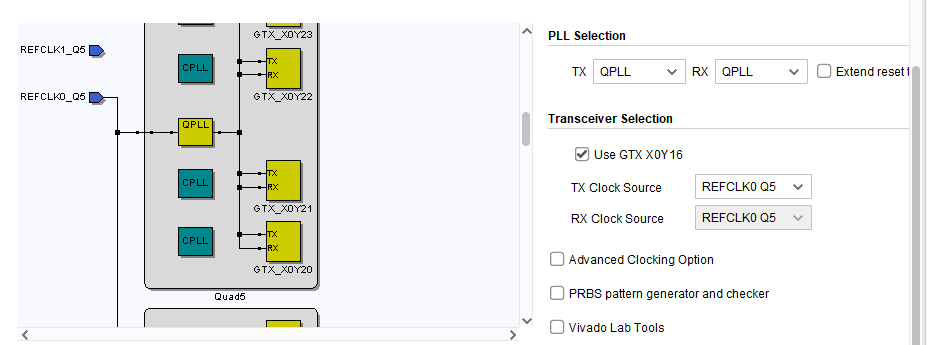 GTX_X0Y23
REFCLK1_Q5
CPLL
TX
RX
GTX_X0Y22
REFCLK0_Q5
QPLL
CPLL
TX
RX
GTX_X0Y21
CPLL
TX
RX
GTX_X0Y20
Quad5
PLL Selection
TX QPLL RX QPLL Extend reset t
Transceiver Selection
Use GTX X0Y16
TX Clock Source REFCLK0 Q5
RX Clock Source REFCLK0 Q5
Advanced Clocking Option
PRBS pattern generator and checker
Vivado Lab Tools